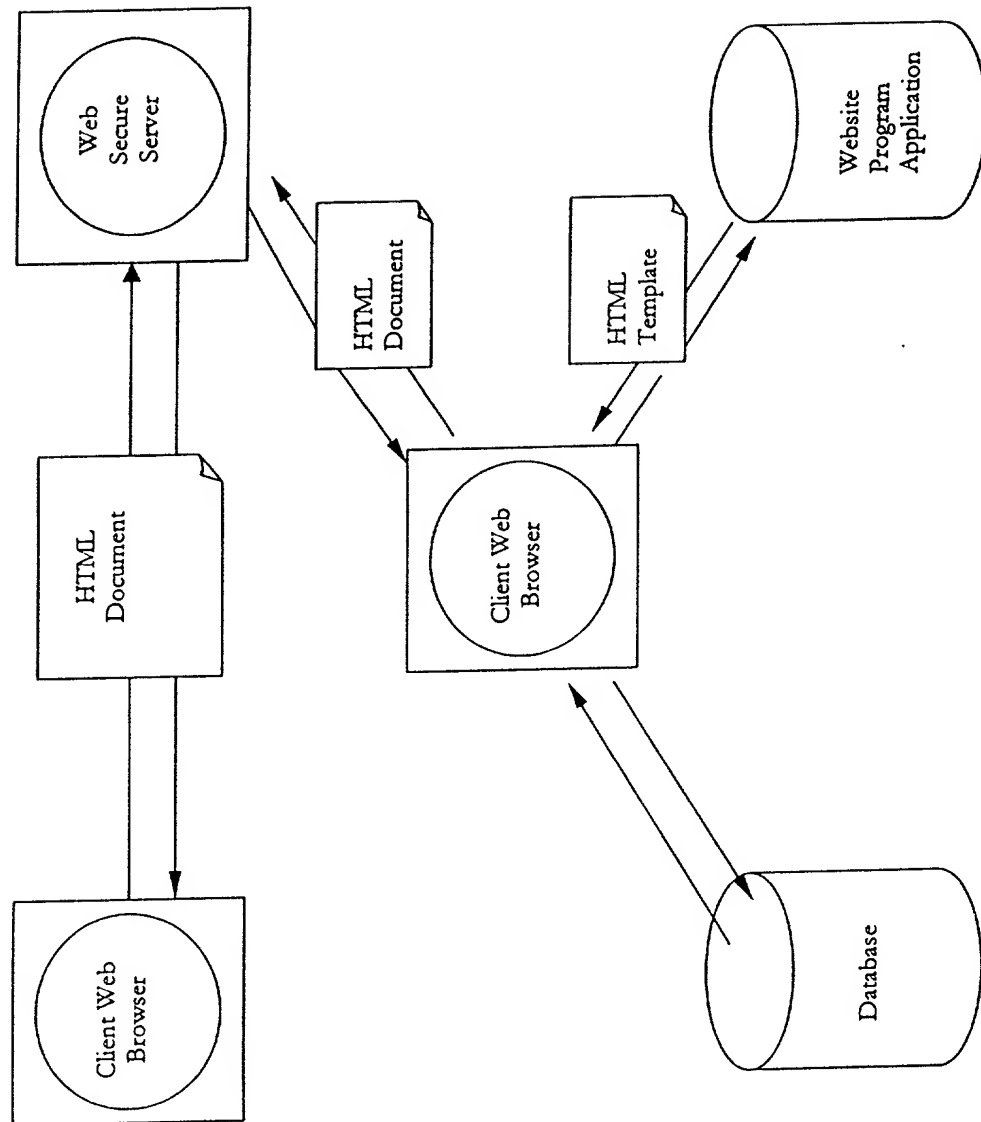 Client Web
Browser
HTML
Document
Web
Secure
Server
HTML
Document
Client Web
Browser
HTML
Template
Database
Website
Program
Application